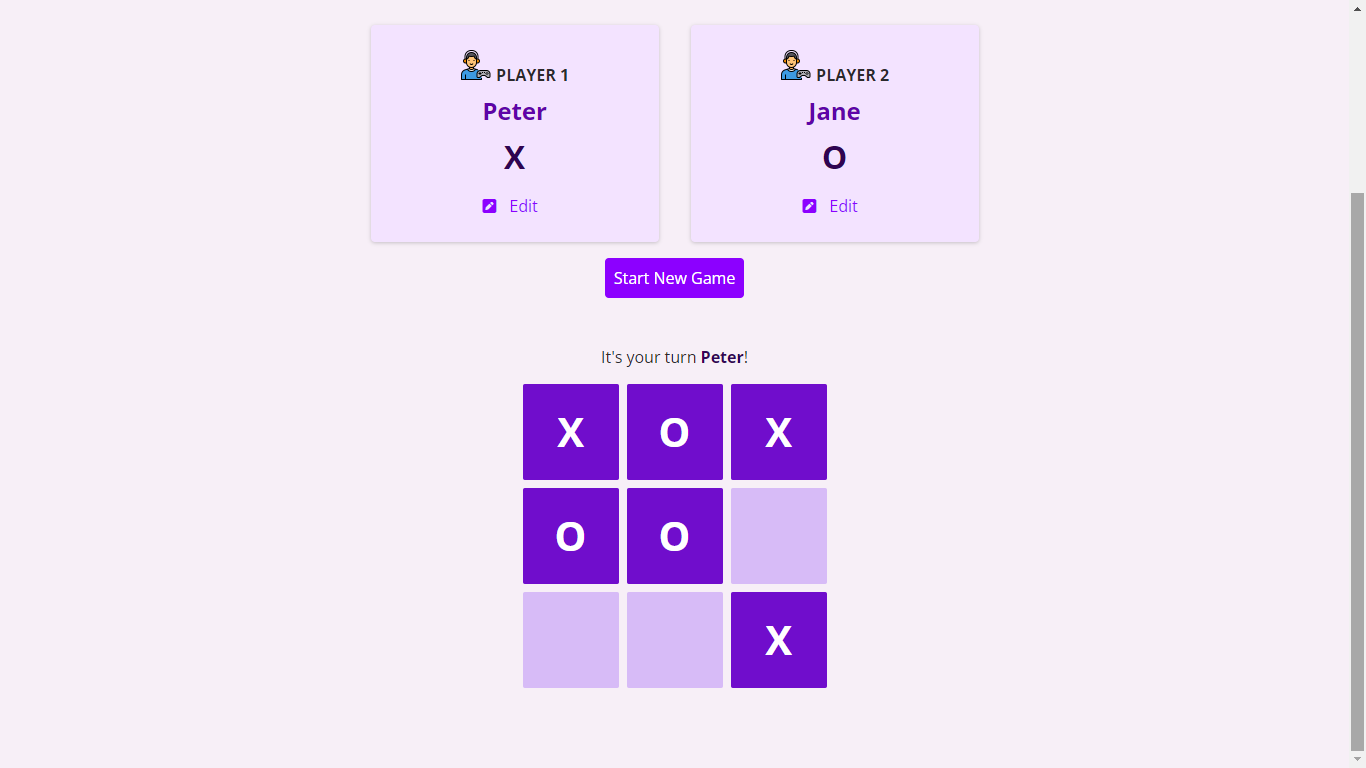 PLAYER 1
Peter
X
Edit
PLAYER 2
Jane
O
Edit
Start New Game
It's your turn Peter!
X O X
O O
X